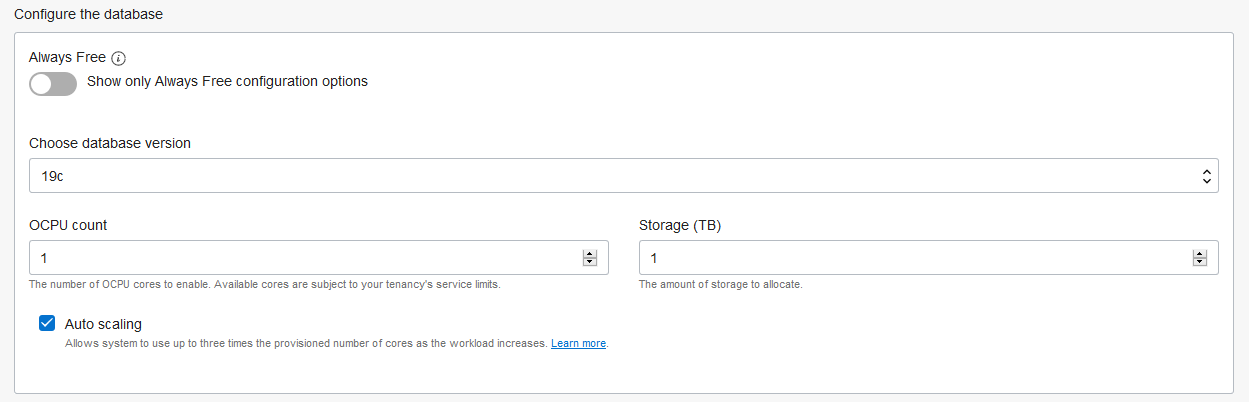 Configure the database
Always Free
Show only Always Free configuration options
Choose database version
19c
OCPU count
Storage (TB)
1
1
The number of OCPU cores to enable. Available cores are subject to your tenancy's service limits.
The amount of storage to allocate.
Auto scaling
Allows system to use up to three times the provisioned number of cores as the workload increases. Learn more.